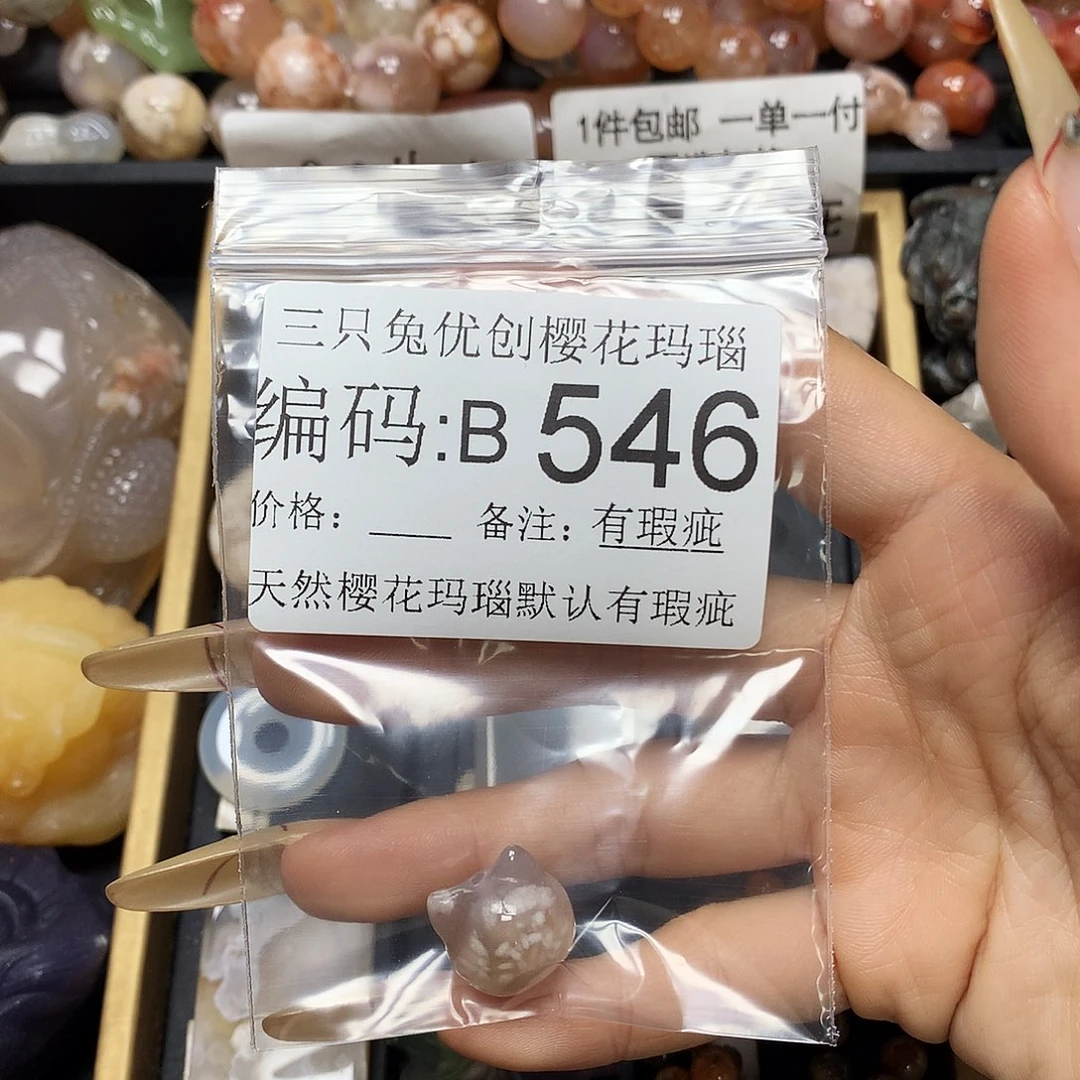 1件包邮 一单一付
三只兔优创樱花玛瑙
编码:B 546
价格：____ 备注：有瑕疵
天然樱花玛瑙默认有瑕疵